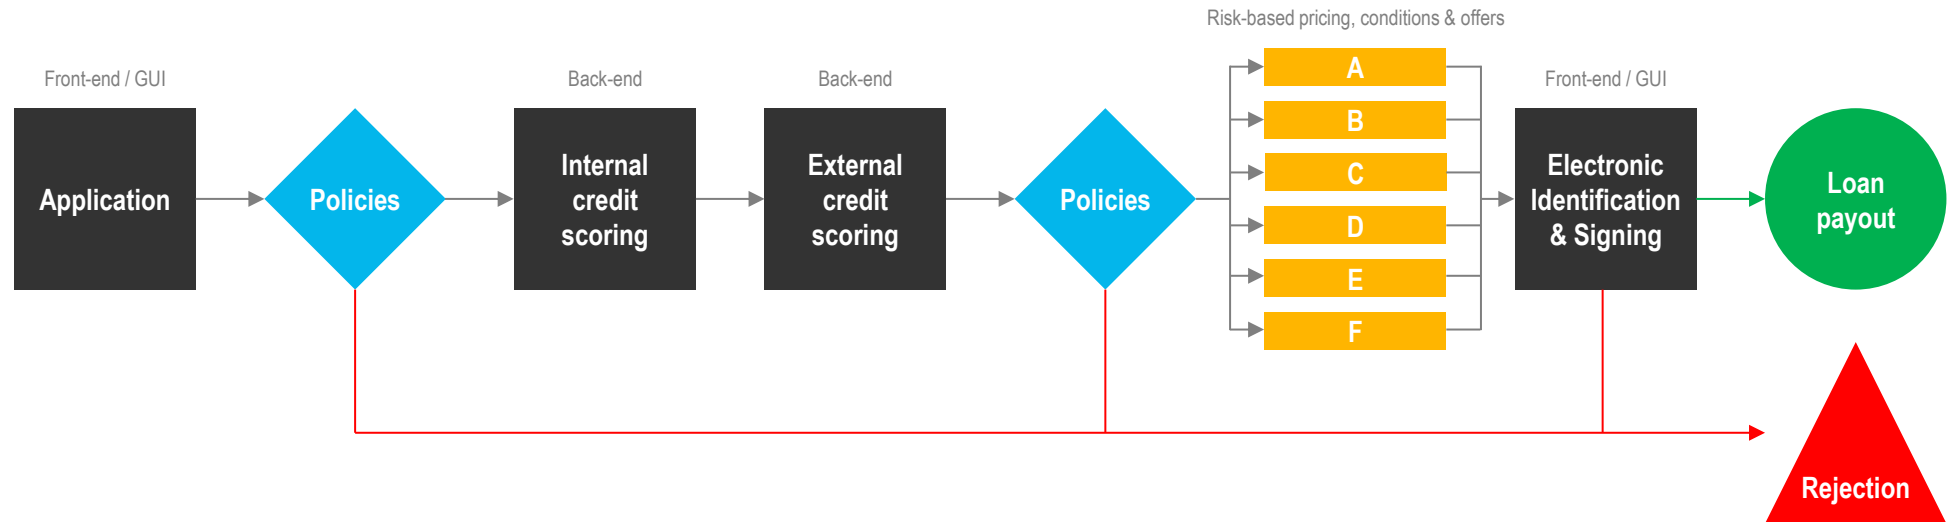 Risk-based pricing, conditions & offers
Front-end / GUI
Application
Policies
Back-end
Internal
credit
scoring
Back-end
External
credit
scoring
Policies
A
B
C
D
E
F
Front-end / GUI
Electronic
Identification
& Signing
Loan
payout
Rejection